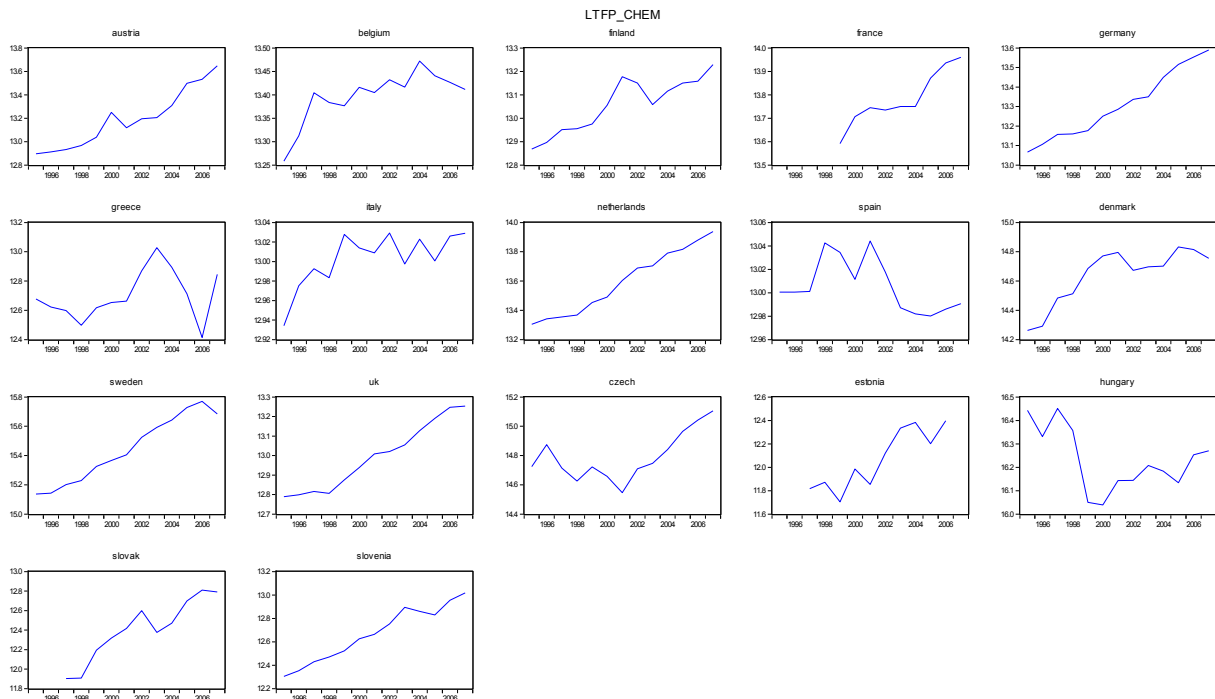 LTFP_CHEM
austria
13.8
13.6
13.4
13.2
13.0
12.8
1996 1998 2000 2002 2004 2006
belgium
13.50
13.45
13.40
13.35
13.30
13.25
1996 1998 2000 2002 2004 2006
finland
13.3
13.2
13.1
13.0
12.9
12.8
1996 1998 2000 2002 2004 2006
france
14.0
13.9
13.8
13.7
13.6
13.5
1996 1998 2000 2002 2004 2006
germany
13.6
13.5
13.4
13.3
13.2
13.1
13.0
1996 1998 2000 2002 2004 2006
greece
13.2
13.0
12.8
12.6
12.4
1996 1998 2000 2002 2004 2006
italy
13.04
13.02
13.00
12.98
12.96
12.94
12.92
1996 1998 2000 2002 2004 2006
netherlands
14.0
13.8
13.6
13.4
13.2
1996 1998 2000 2002 2004 2006
spain
13.06
13.04
13.02
13.00
12.98
12.96
1996 1998 2000 2002 2004 2006
denmark
15.0
14.8
14.6
14.4
14.2
1996 1998 2000 2002 2004 2006
sweden
15.8
15.6
15.4
15.2
15.0
1996 1998 2000 2002 2004 2006
uk
13.3
13.2
13.1
13.0
12.9
12.8
12.7
1996 1998 2000 2002 2004 2006
czech
15.2
15.0
14.8
14.6
14.4
1996 1998 2000 2002 2004 2006
estonia
12.6
12.4
12.2
12.0
11.8
11.6
1996 1998 2000 2002 2004 2006
hungary
16.5
16.4
16.3
16.2
16.1
16.0
1996 1998 2000 2002 2004 2006
slovak
13.0
12.8
12.6
12.4
12.2
12.0
11.8
1996 1998 2000 2002 2004 2006
slovenia
13.2
13.0
12.8
12.6
12.4
12.2
1996 1998 2000 2002 2004 2006